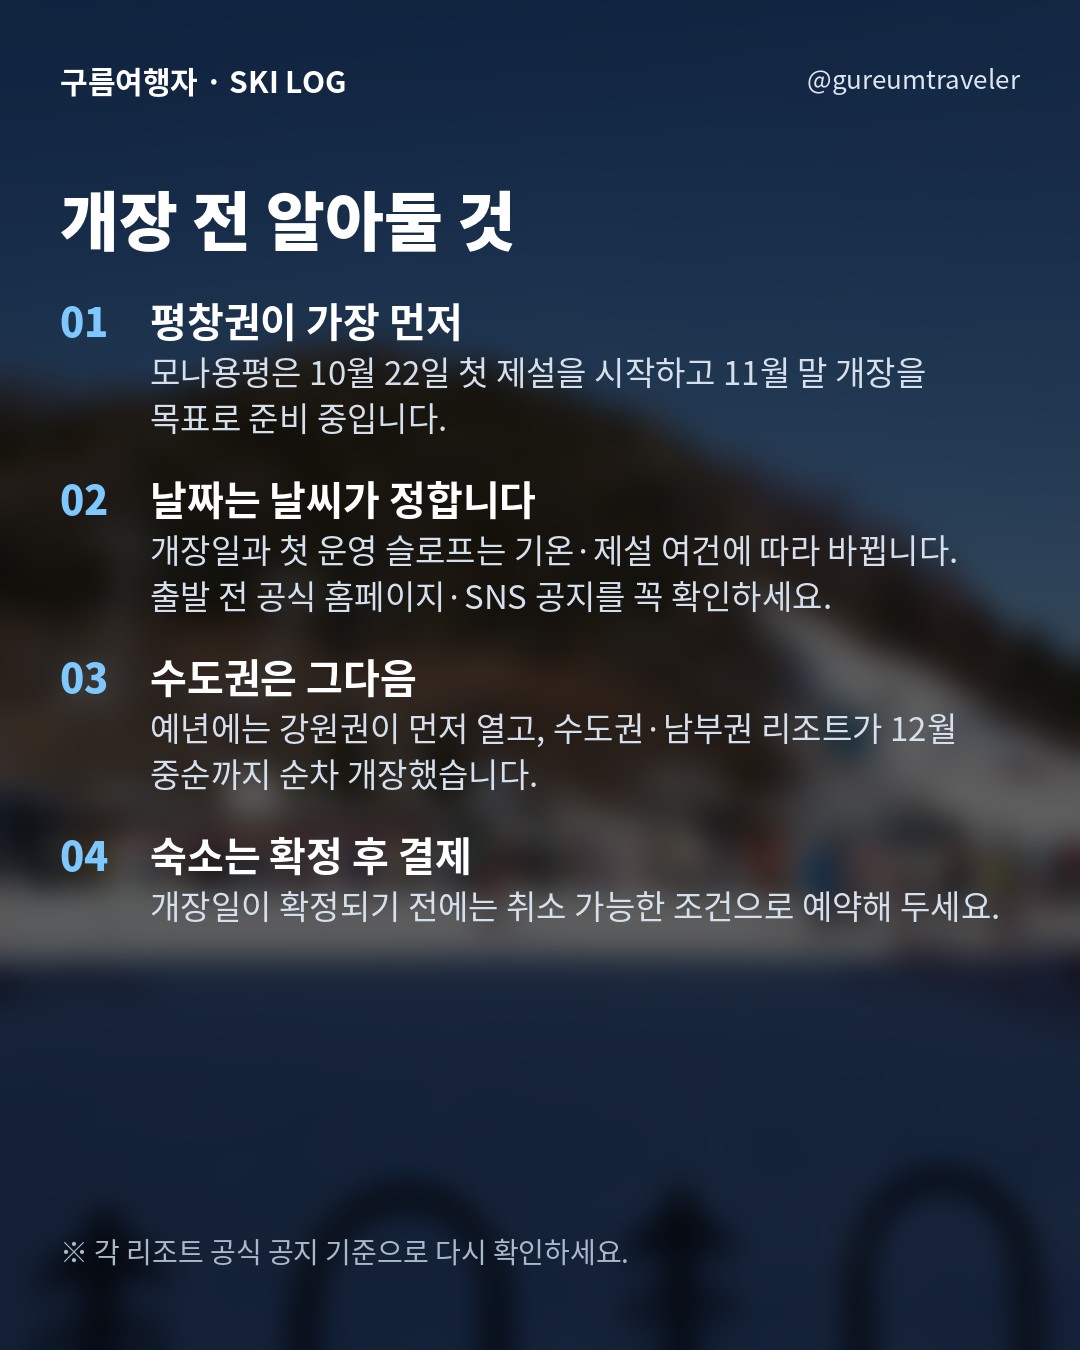 구름여행자 · SKI LOG
@gureumtraveler
개장 전 알아둘 것
01 평창권이 가장 먼저
모나용평은 10월 22일 첫 제설을 시작하고 11월 말 개장을
목표로 준비 중입니다.
02 날짜는 날씨가 정합니다
개장일과 첫 운영 슬로프는 기온·제설 여건에 따라 바뀝니다.
출발 전 공식 홈페이지·SNS 공지를 꼭 확인하세요.
03 수도권은 그다음
예년에는 강원권이 먼저 열고, 수도권·남부권 리조트가 12월
중순까지 순차 개장했습니다.
04 숙소는 확정 후 결제
개장일이 확정되기 전에는 취소 가능한 조건으로 예약해 두세요.
※ 각 리조트 공식 공지 기준으로 다시 확인하세요.